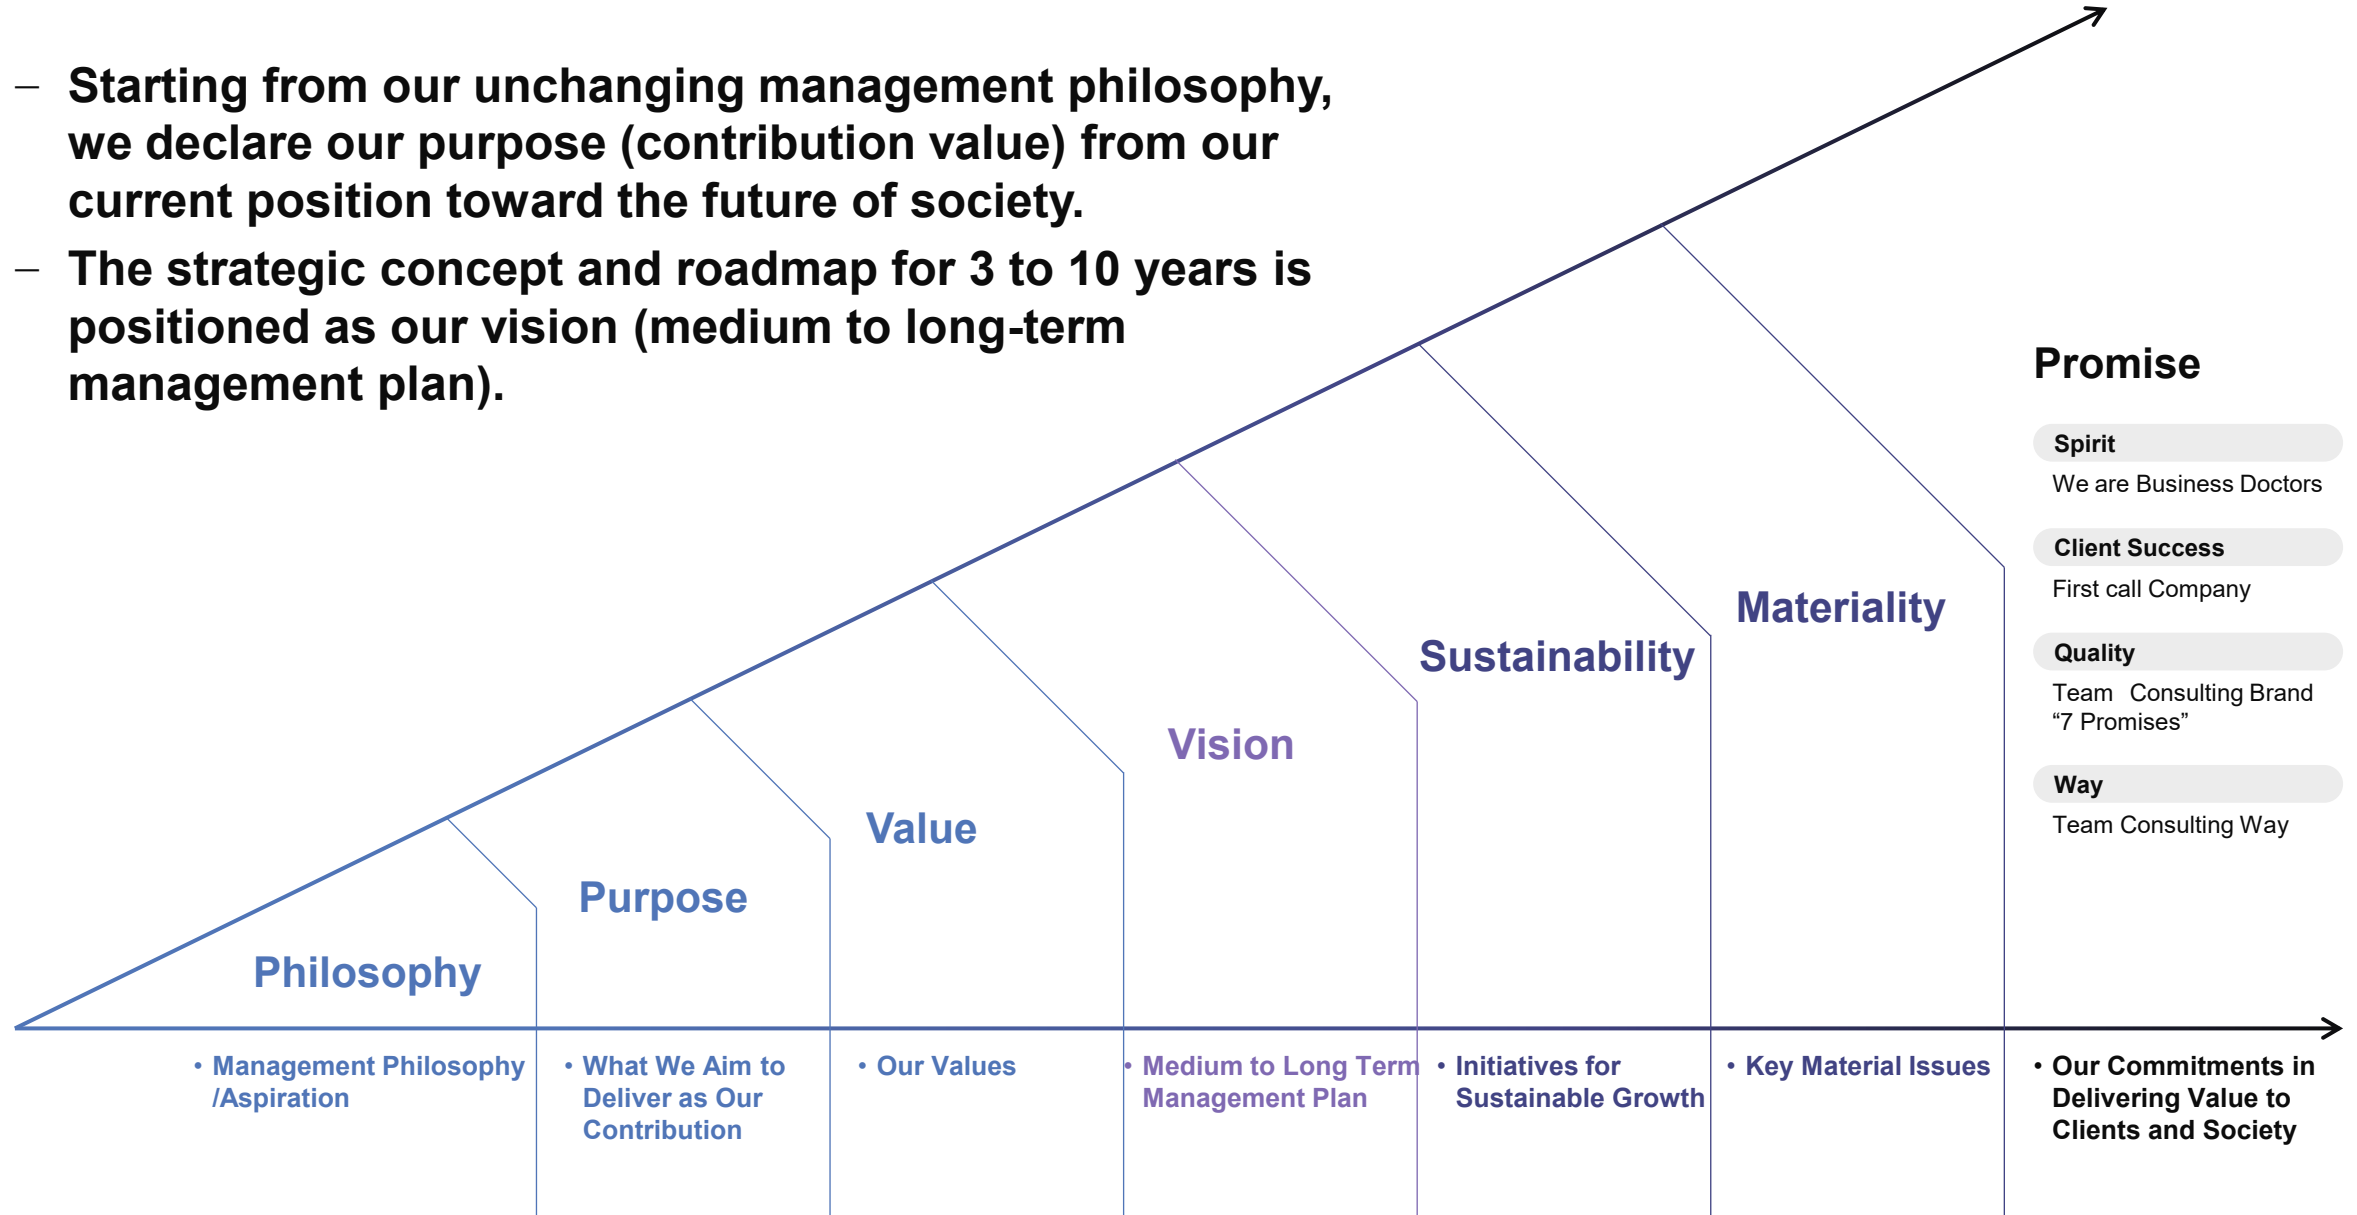 – Starting from our unchanging management philosophy,
we declare our purpose (contribution value) from our
current position toward the future of society.
– The strategic concept and roadmap for 3 to 10 years is
positioned as our vision (medium to long-term
management plan).
Philosophy
Purpose
Value
Vision
Sustainability
Materiality
Promise
Spirit
We are Business Doctors
Client Success
First call Company
Quality
Team Consulting Brand
“7 Promises”
Way
Team Consulting Way
• Management Philosophy
/Aspiration
• What We Aim to
Deliver as Our
Contribution
• Our Values
• Medium to Long Term
Management Plan
• Initiatives for
Sustainable Growth
• Key Material Issues
• Our Commitments in
Delivering Value to
Clients and Society